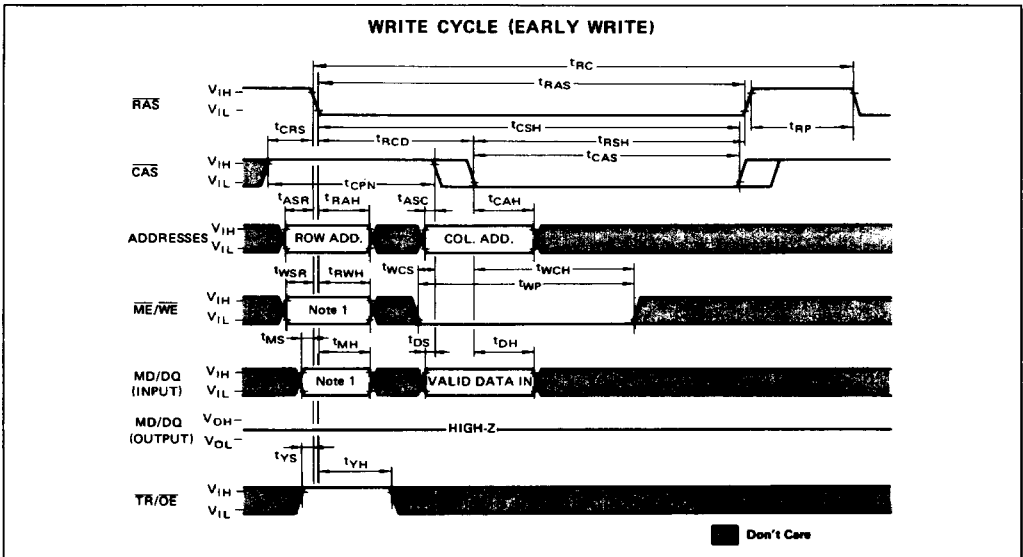 WRITE CYCLE (EARLY WRITE)
tRC
RAS VIH
VIL
tRAS
tCRS tRCD tCSH tRSH tRP
CAS VIH
VIL
tCAS
tCPN
tASR tRAH tASC tCAH
ADDRESSES VIH
VIL
ROW ADD. COL. ADD.
tWSR tRWH tWCS tWCH
tWP
ME/WE VIH
VIL
Note 1
tMS tMH tDS tDH
MD/DQ (INPUT) VIH
VIL
Note 1 VALID DATA IN
MD/DQ (OUTPUT) VOH
VOL
HIGH-Z
tYS tYH
TR/OE VIH
VIL
Don't Care